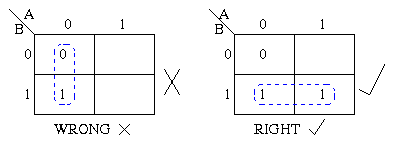 A A
B 0 1 B 0 1
0 0 0 0
1 1 1 1 1
WRONG RIGHT